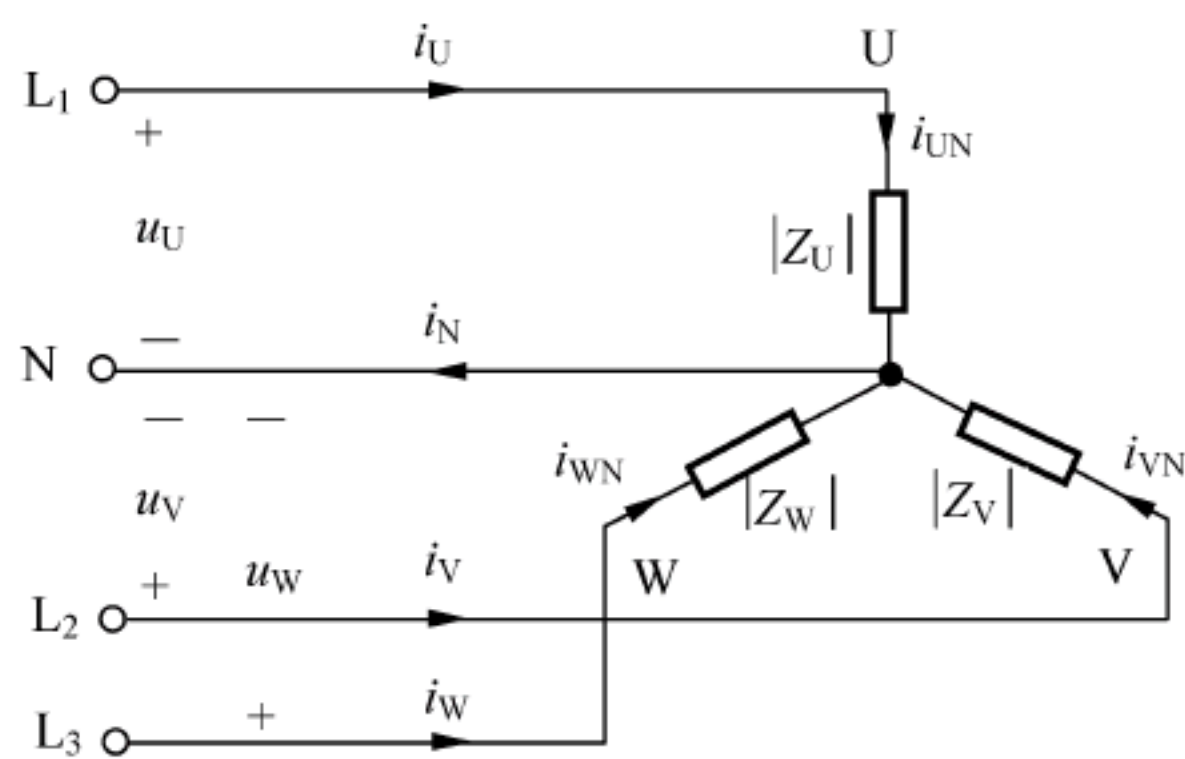 i_U U
L_1
+
i_UN
u_U |Z_U|
−
i_N
N
− −
i_WN i_VN
u_V |Z_W| |Z_V|
+ u_W i_V W V
L_2
i_W
+
L_3